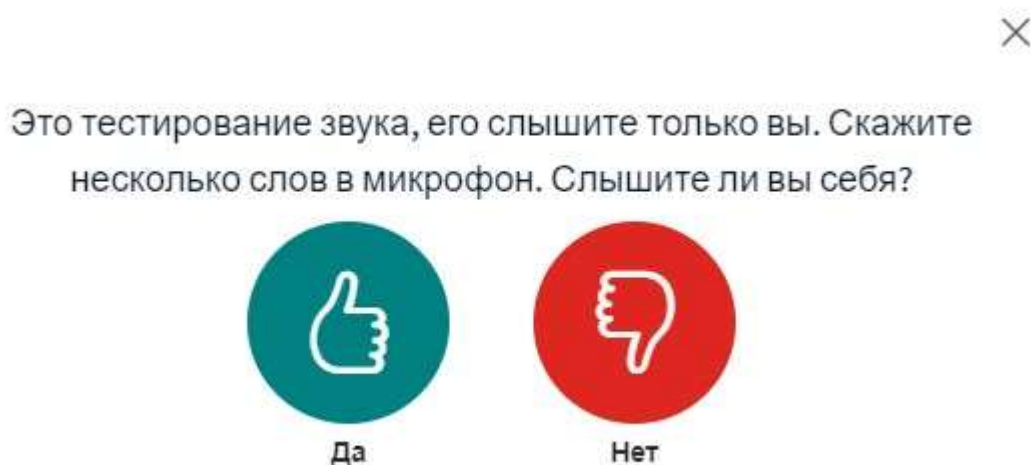 Это тестирование звука, его слышите только вы. Скажите
несколько слов в микрофон. Слышите ли вы себя?
Да
Нет